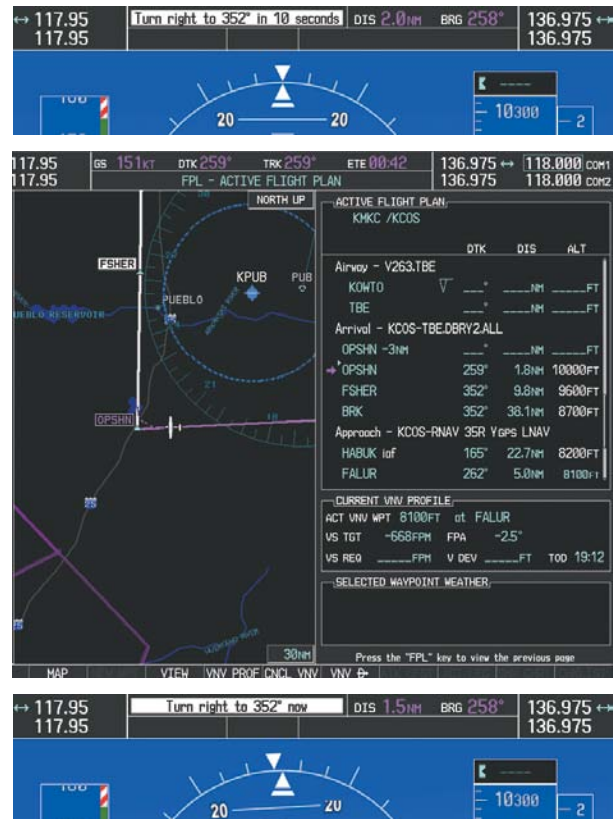 ↔ 117.95 Turn right to 352° in 10 seconds DIS 2.0NM BRG 258° 136.975 ↔
117.95 136.975
20 20
10300
2
117.95 GS 151KT DTK 259° TRK 259° ETE 00:42 136.975 ↔ 118.000 COM1
117.95 FPL - ACTIVE FLIGHT PLAN 136.975 118.000 COM2
NORTH UP
FSHER
KPUB
PUB
PUEBLO
UEBLO RESERVOIR
21
18
OPSHN
30NM
ACTIVE FLIGHT PLAN
KMKC /KCOS
DTK DIS ALT
Airway - V263.TBE
KOWTO ___° ____NM _____FT
TBE ___° ____NM _____FT
Arrival - KCOS-TBE.DBRY2.ALL
OPSHN -3NM ___° ____NM _____FT
OPSHN 259° 1.8NM 10000FT
FSHER 352° 9.8NM 9600FT
BRK 352° 38.1NM 8700FT
Approach - KCOS-RNAV 35R YGPS LNAV
HABUK iaf 165° 22.7NM 8200FT
FALUR 262° 5.0NM 8100FT
CURRENT VNV PROFILE
ACT VNV WPT 8100FT at FALUR
VS TGT -668FPM FPA -2.5°
VS REQ _____FPM V DEV _____FT TOD 19:12
SELECTED WAYPOINT WEATHER
Press the "FPL" key to view the previous page
MAP VIEW VNV PROF CNCL VNV VNV
↔ 117.95 Turn right to 352° now DIS 1.5NM BRG 258° 136.975 ↔
117.95 136.975
20 20
10300
2